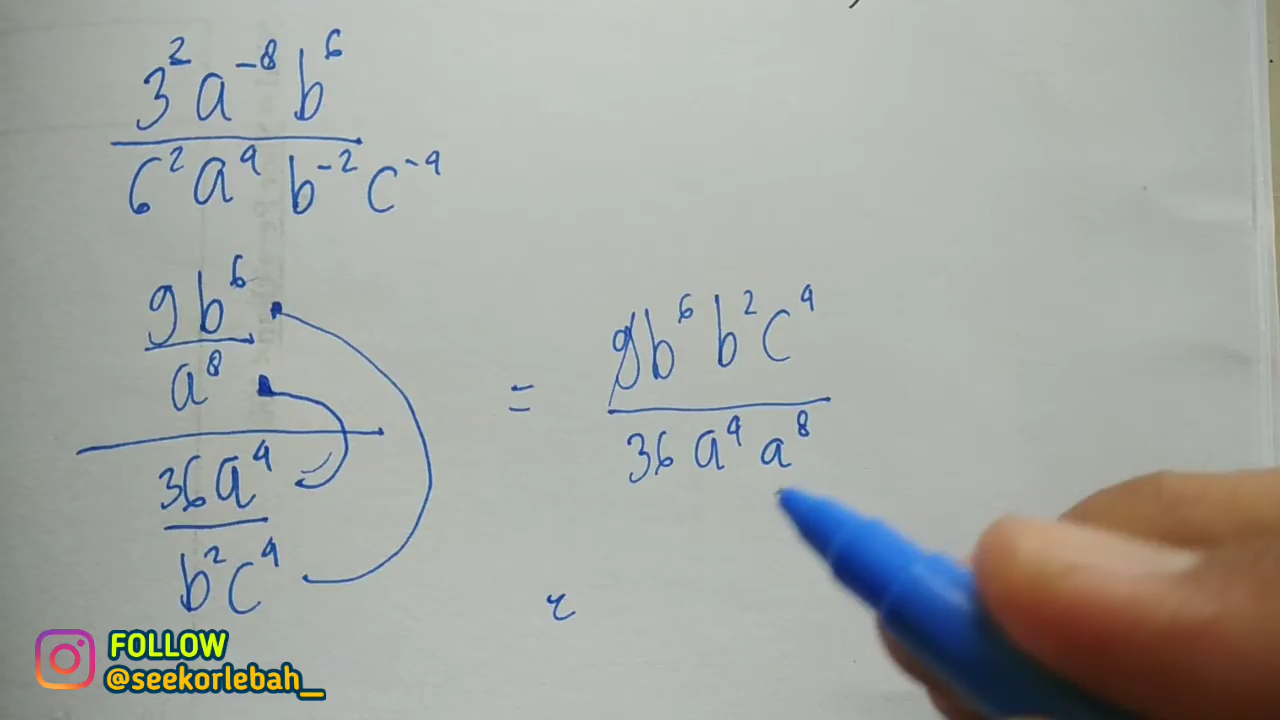 3² a⁻⁸ b⁶
6² a⁴ b⁻² c⁻⁴
9b⁶
a⁸
36a⁴
b²c⁴
= 9b⁶ b² c⁴
36 a⁴ a⁸
FOLLOW
@seekorlebah_